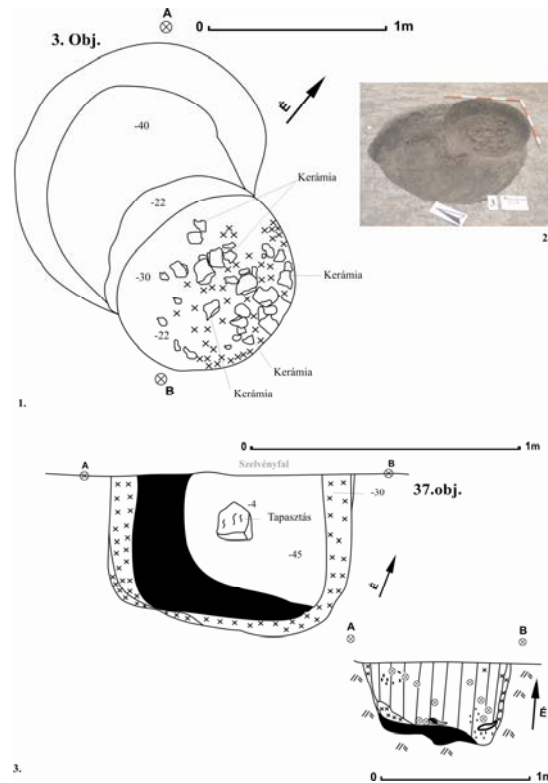 A
0 1m
3. Obj.
É
-40
Kerámia
-22
2
-30
Kerámia
-22
Kerámia
B
Kerámia
1.
0 1m
Szelvényfal
A
B
-30
37.obj.
-4
Tapasztás
-45
É
A
B
É
3.
0 1m